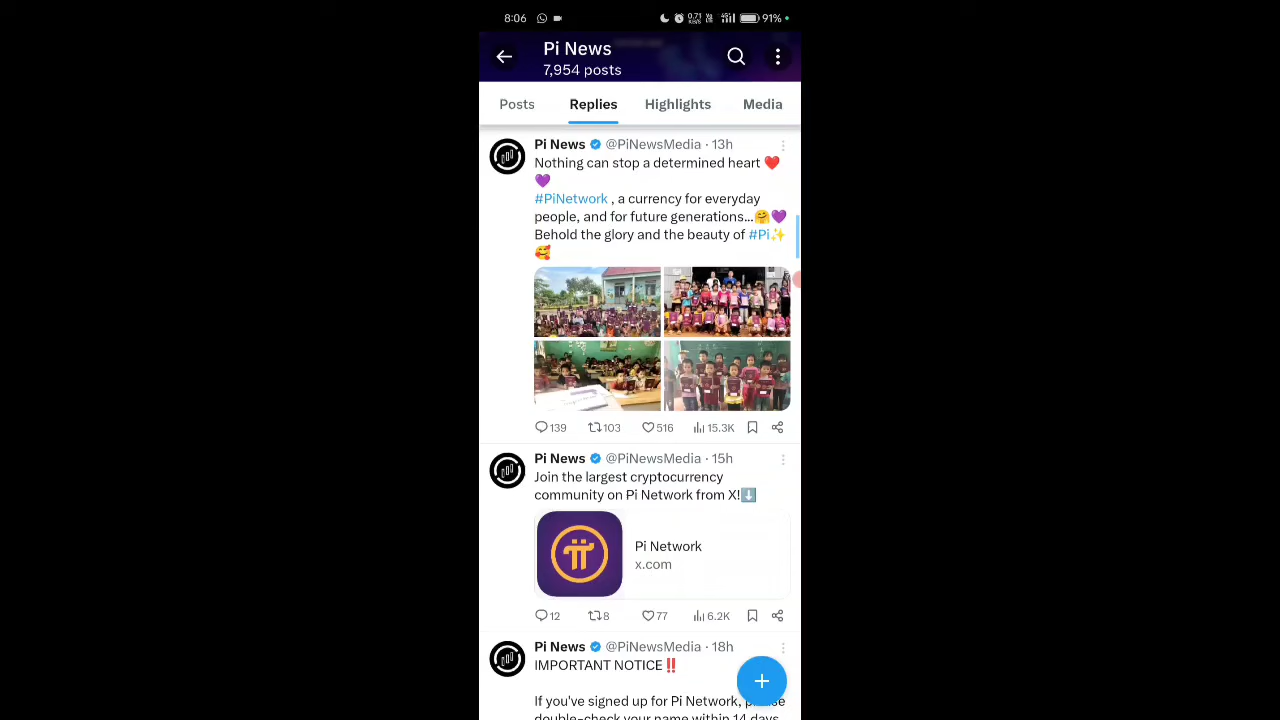 8:06
0.71 KB/S
4G
91%
Pi News
7,954 posts
Posts Replies Highlights Media
Pi News @PiNewsMedia · 13h
Nothing can stop a determined heart ❤️
💜
#PiNetwork , a currency for everyday
people, and for future generations...🤗💜
Behold the glory and the beauty of #Pi✨
🥰
139 103 516 15.3K
Pi News @PiNewsMedia · 15h
Join the largest cryptocurrency
community on Pi Network from X!⬇️
Pi Network
x.com
12 8 77 6.2K
Pi News @PiNewsMedia · 18h
IMPORTANT NOTICE‼️
If you've signed up for Pi Network,
double-check your name within 14 days